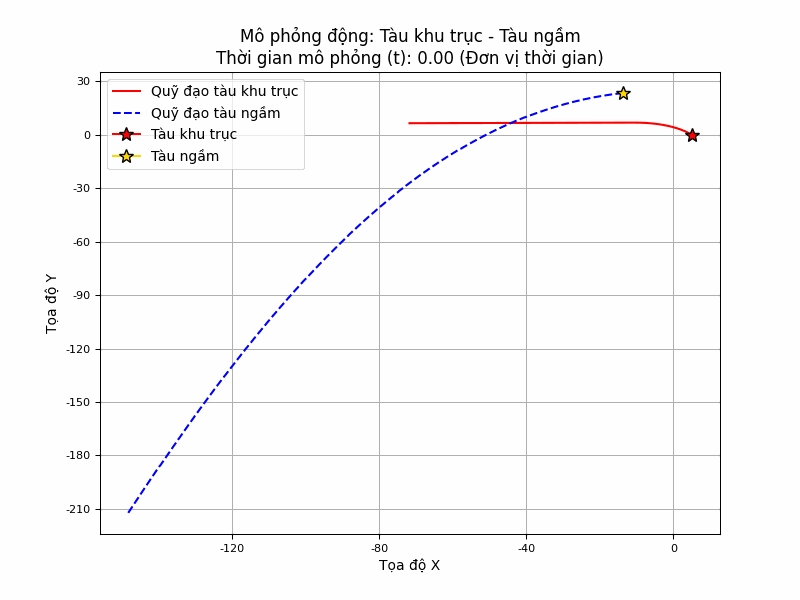 Mô phỏng động: Tàu khu trục - Tàu ngầm
Thời gian mô phỏng (t): 0.00 (Đơn vị thời gian)
Quỹ đạo tàu khu trục
Quỹ đạo tàu ngầm
Tàu khu trục
Tàu ngầm
30
0
-30
-60
-90
-120
-150
-180
-210
Tọa độ Y
-120
-80
-40
0
Tọa độ X